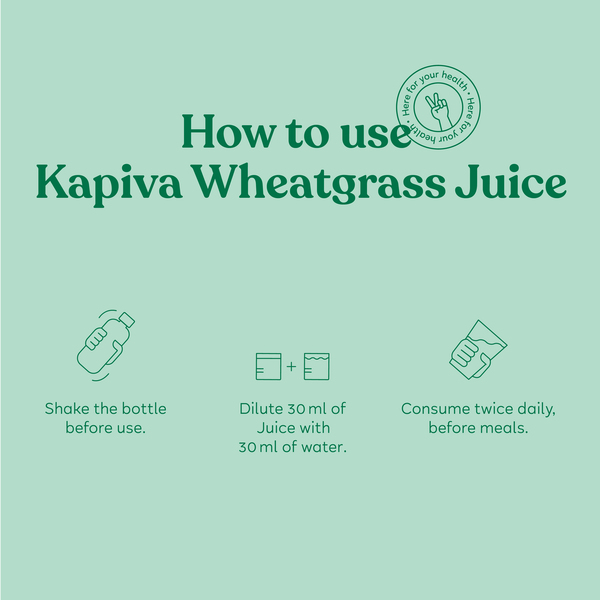 Here for your health • Here for your health •
How to use
Kapiva Wheatgrass Juice
Shake the bottle
before use.
Dilute 30 ml of
Juice with
30 ml of water.
Consume twice daily,
before meals.